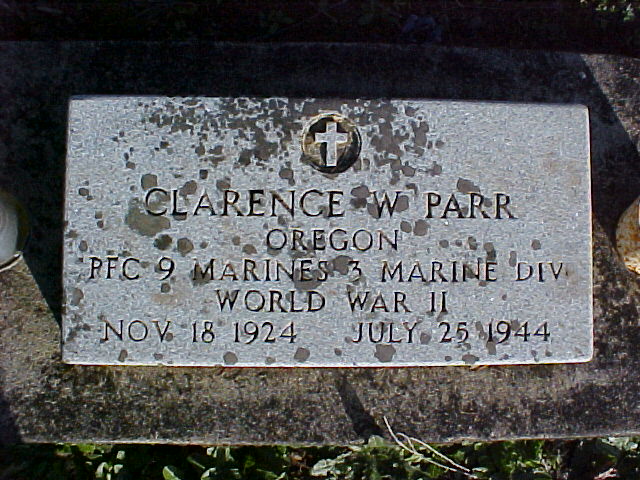 CLARENCE W PARR
OREGON
PFC 9 MARINES 3 MARINE DIV
WORLD WAR II
NOV 18 1924 JULY 25 1944